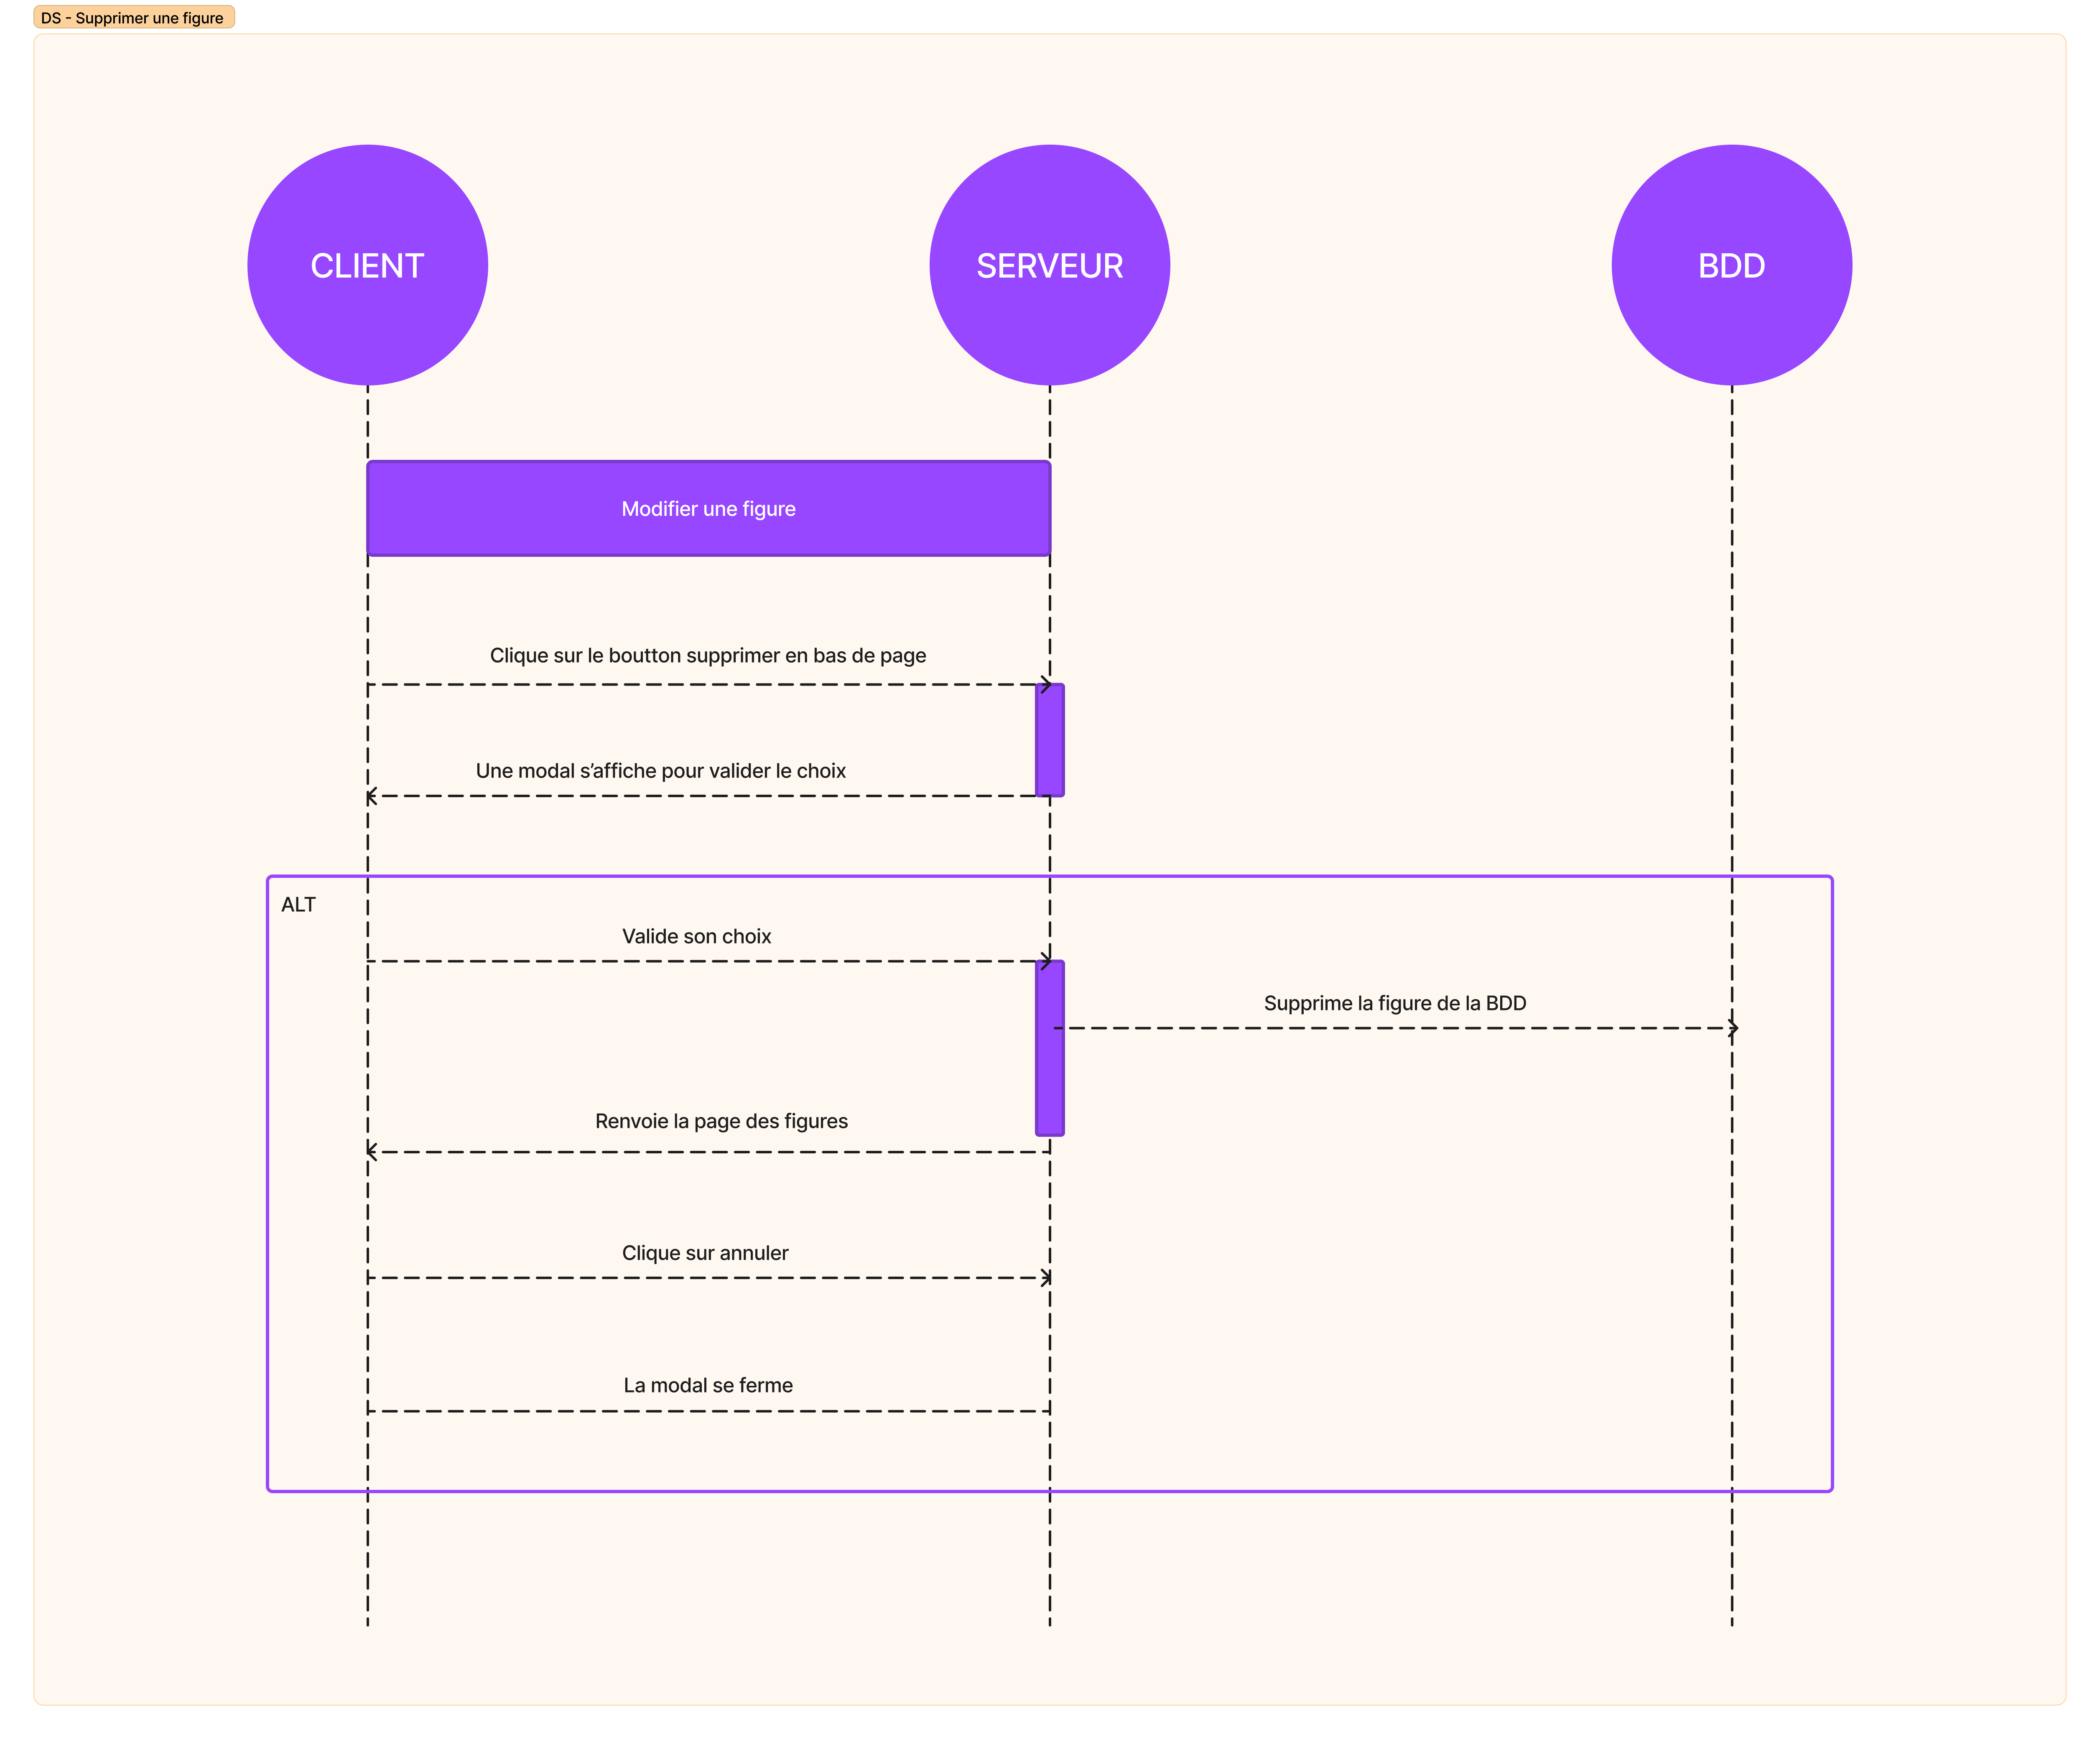 DS - Supprimer une figure
CLIENT
SERVEUR
BDD
Modifier une figure
Clique sur le boutton supprimer en bas de page
Une modal s’affiche pour valider le choix
ALT
Valide son choix
Supprime la figure de la BDD
Renvoie la page des figures
Clique sur annuler
La modal se ferme